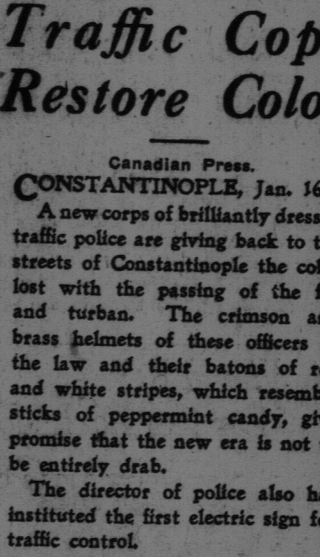 Traffic Cop
Restore Colo
Canadian Press.
CONSTANTINOPLE, Jan. 16
A new corps of brilliantly dress
traffic police are giving back to t
streets of Constantinople the col
lost with the passing of the f
and turban. The crimson a
brass helmets of these officers
the law and their batons of r
and white stripes, which resemb
sticks of peppermint candy, gi
promise that the new era is not
be entirely drab.
The director of police also h
instituted the first electric sign f
traffic control.